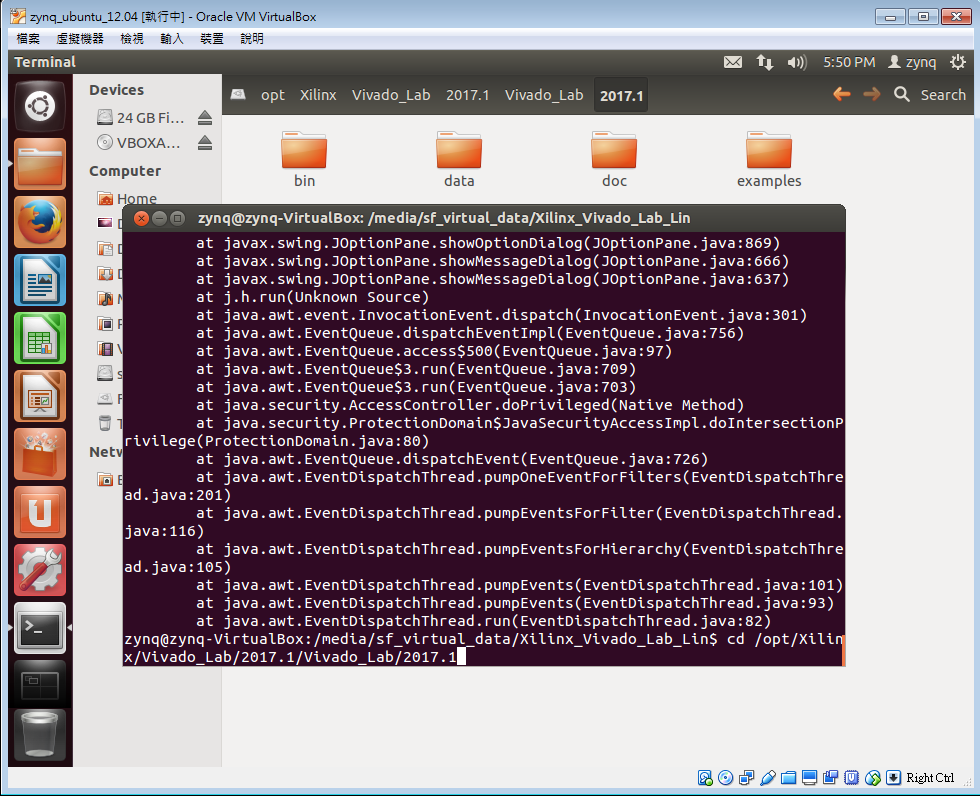 zynq_ubuntu_12.04 [執行中] - Oracle VM VirtualBox
檔案 虛擬機器 檢視 輸入 裝置 說明
Terminal 5:50 PM zynq
Devices
24 GB Fi...
VBOXA...
Computer
Home
Netw
opt Xilinx Vivado_Lab 2017.1 Vivado_Lab 2017.1 Search
bin data doc examples
zynq@zynq-VirtualBox: /media/sf_virtual_data/Xilinx_Vivado_Lab_Lin
at javax.swing.JOptionPane.showOptionDialog(JOptionPane.java:869)
at javax.swing.JOptionPane.showMessageDialog(JOptionPane.java:666)
at javax.swing.JOptionPane.showMessageDialog(JOptionPane.java:637)
at j.h.run(Unknown Source)
at java.awt.event.InvocationEvent.dispatch(InvocationEvent.java:301)
at java.awt.EventQueue.dispatchEventImpl(EventQueue.java:756)
at java.awt.EventQueue.access$500(EventQueue.java:97)
at java.awt.EventQueue$3.run(EventQueue.java:709)
at java.awt.EventQueue$3.run(EventQueue.java:703)
at java.security.AccessController.doPrivileged(Native Method)
at java.security.ProtectionDomain$JavaSecurityAccessImpl.doIntersectionP
rivilege(ProtectionDomain.java:80)
at java.awt.EventQueue.dispatchEvent(EventQueue.java:726)
at java.awt.EventDispatchThread.pumpOneEventForFilters(EventDispatchThre
ad.java:201)
at java.awt.EventDispatchThread.pumpEventsForFilter(EventDispatchThread.
java:116)
at java.awt.EventDispatchThread.pumpEventsForHierarchy(EventDispatchThre
ad.java:105)
at java.awt.EventDispatchThread.pumpEvents(EventDispatchThread.java:101)
at java.awt.EventDispatchThread.pumpEvents(EventDispatchThread.java:93)
at java.awt.EventDispatchThread.run(EventDispatchThread.java:82)
zynq@zynq-VirtualBox:/media/sf_virtual_data/Xilinx_Vivado_Lab_Lin$ cd /opt/Xilin
x/Vivado_Lab/2017.1/Vivado_Lab/2017.1
Right Ctrl